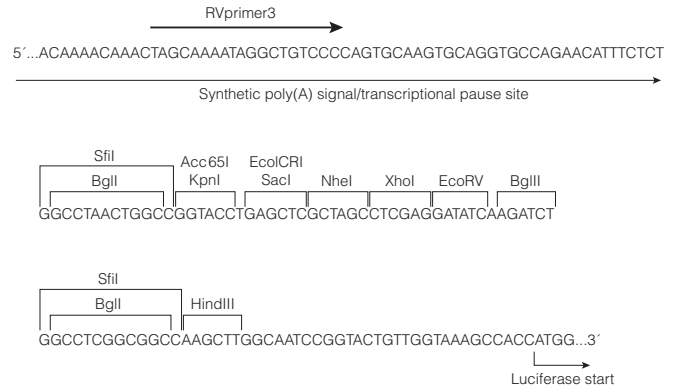 RVprimer3
5´...ACAAAACAAACTAGCAAAATAGGCTGTCCCCAGTGCAAGTGCAGGTGCCAGAACATTTCTCT
Synthetic poly(A) signal/transcriptional pause site
SfiI
Acc65I EcoICRI
BglI KpnI SacI NheI XhoI EcoRV BglII
GGCCTAACTGGCCGGTACCTGAGCTCGCTAGCCTCGAGGATATCAAGATCT
SfiI
BglI HindIII
GGCCTCGGCGGCCAAGCTTGGCAATCCGGTACTGTTGGTAAAGCCACCATGG...3´
Luciferase start